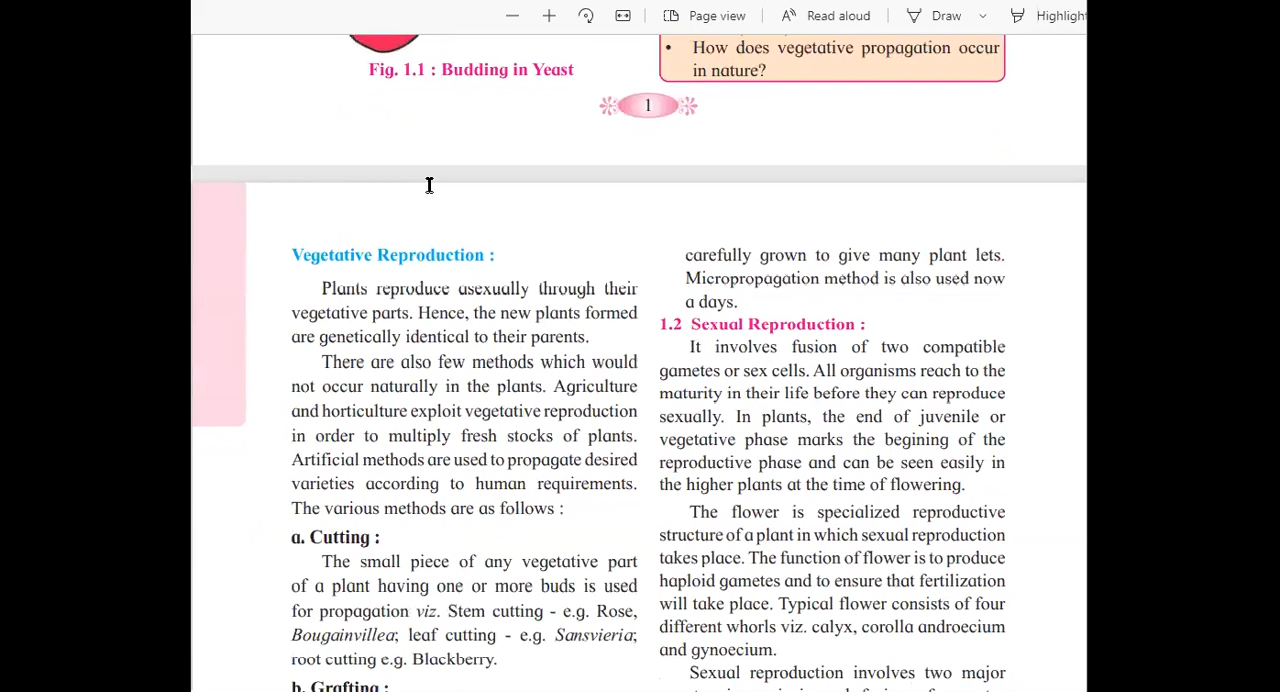 Page view
Read aloud
Draw
Highlight
Fig. 1.1 : Budding in Yeast
• How does vegetative propagation occur
in nature?
1
Vegetative Reproduction :
Plants reproduce asexually through their
vegetative parts. Hence, the new plants formed
are genetically identical to their parents.
There are also few methods which would
not occur naturally in the plants. Agriculture
and horticulture exploit vegetative reproduction
in order to multiply fresh stocks of plants.
Artificial methods are used to propagate desired
varieties according to human requirements.
The various methods are as follows :
a. Cutting :
The small piece of any vegetative part
of a plant having one or more buds is used
for propagation viz. Stem cutting - e.g. Rose,
Bougainvillea; leaf cutting - e.g. Sansvieria;
root cutting e.g. Blackberry.
b. Grafting :
carefully grown to give many plant lets.
Micropropagation method is also used now
a days.
1.2 Sexual Reproduction :
It involves fusion of two compatible
gametes or sex cells. All organisms reach to the
maturity in their life before they can reproduce
sexually. In plants, the end of juvenile or
vegetative phase marks the begining of the
reproductive phase and can be seen easily in
the higher plants at the time of flowering.
The flower is specialized reproductive
structure of a plant in which sexual reproduction
takes place. The function of flower is to produce
haploid gametes and to ensure that fertilization
will take place. Typical flower consists of four
different whorls viz. calyx, corolla androecium
and gynoecium.
Sexual reproduction involves two major